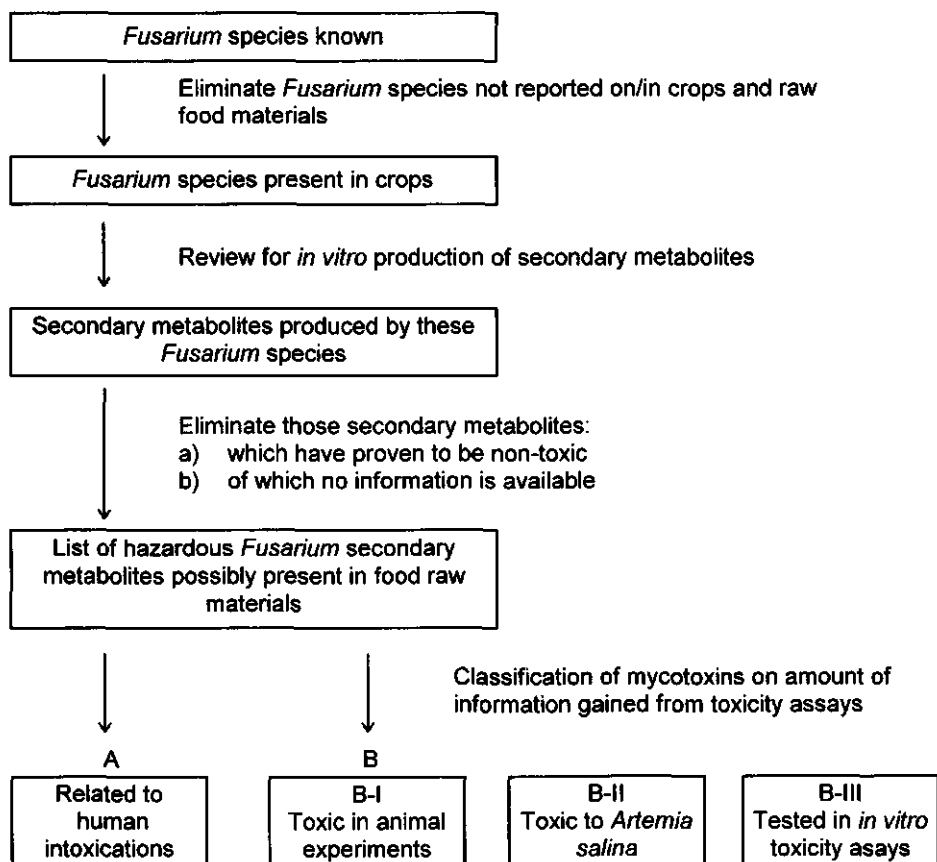 Fusarium species known
Eliminate Fusarium species not reported on/in crops and raw
food materials
Fusarium species present in crops
Review for in vitro production of secondary metabolites
Secondary metabolites produced by these
Fusarium species
Eliminate those secondary metabolites:
a) which have proven to be non-toxic
b) of which no information is available
List of hazardous Fusarium secondary
metabolites possibly present in food raw
materials
Classification of mycotoxins on amount of
information gained from toxicity assays
A
B
Related to
human
intoxications
B-I
Toxic in animal
experiments
B-II
Toxic to Artemia
salina
B-III
Tested in in vitro
toxicity asays